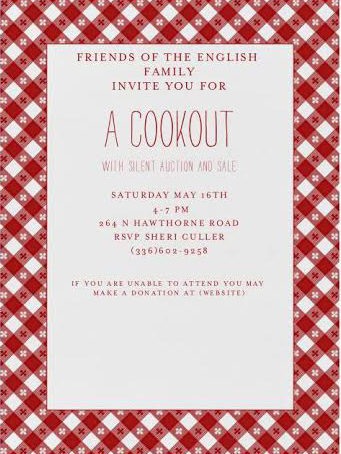 FRIENDS OF THE ENGLISH
FAMILY
INVITE YOU FOR
A COOKOUT
WITH SILENT AUCTION AND SALE
SATURDAY MAY 16TH
4-7 PM
264 N HAWTHORNE ROAD
RSVP SHERI CULLER
(336)602-9258
IF YOU ARE UNABLE TO ATTEND YOU MAY
MAKE A DONATION AT (WEBSITE)